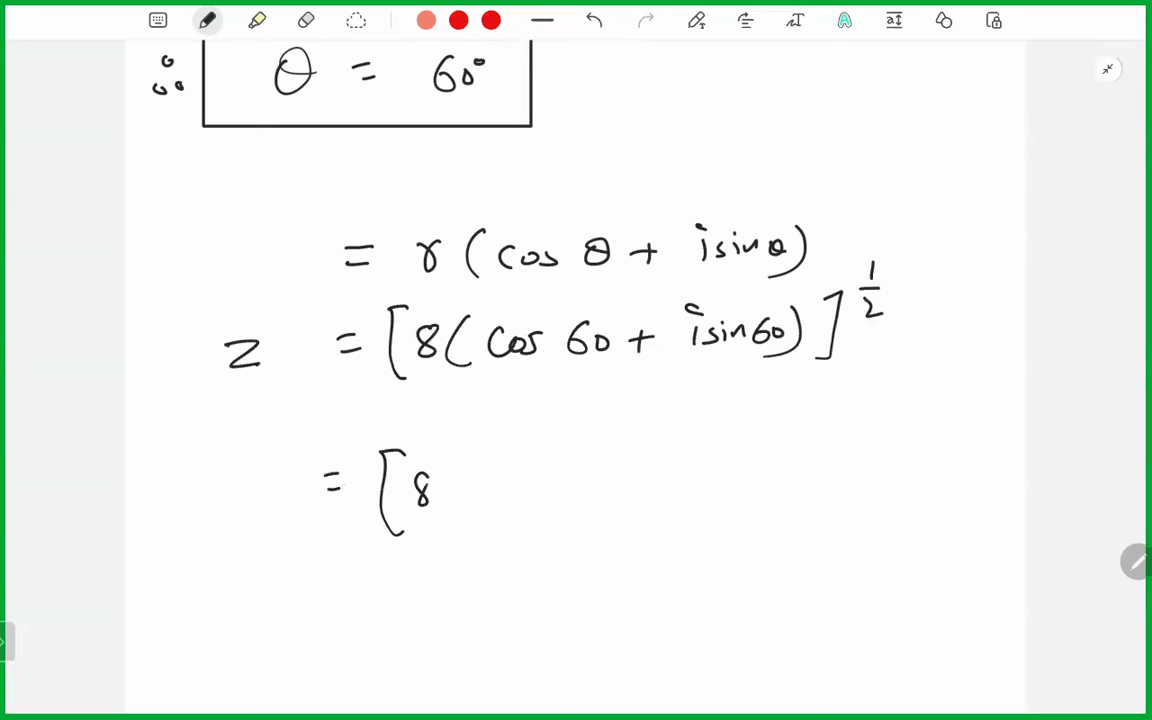 ∴ θ = 60°
= r (cos θ + i sin θ)
z = [8(cos 60 + i sin 60)]^{1/2}
= [8